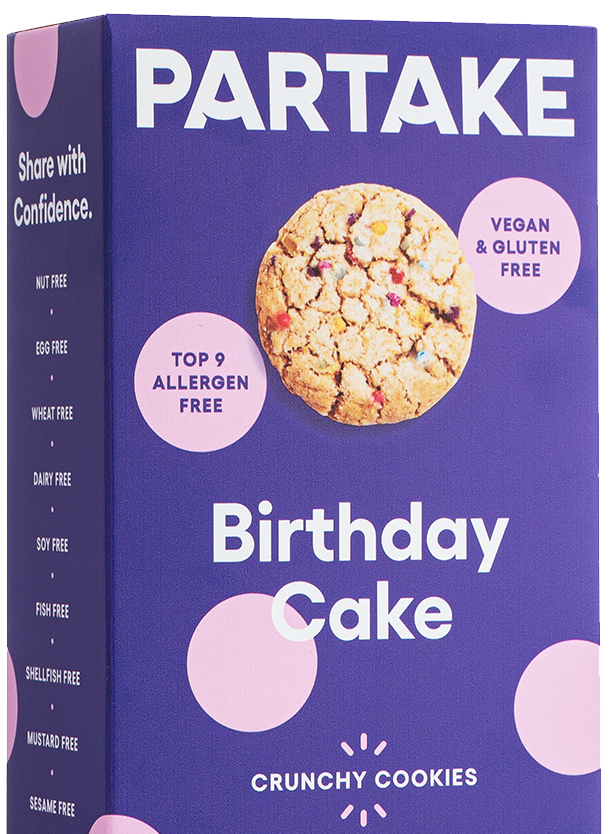 PARTAKE
Share with
Confidence.
NUT FREE
EGG FREE
WHEAT FREE
DAIRY FREE
SOY FREE
FISH FREE
SHELLFISH FREE
MUSTARD FREE
SESAME FREE
VEGAN
& GLUTEN
FREE
TOP 9
ALLERGEN
FREE
Birthday
Cake
CRUNCHY COOKIES